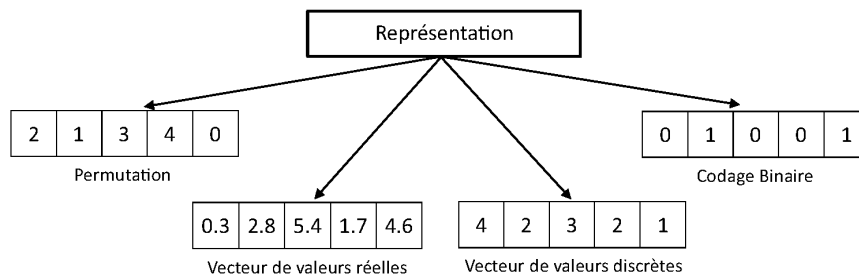 Représentation
2 1 3 4 0
Permutation
0 1 0 0 1
Codage Binaire
0.3 2.8 5.4 1.7 4.6
Vecteur de valeurs réelles
4 2 3 2 1
Vecteur de valeurs discrètes